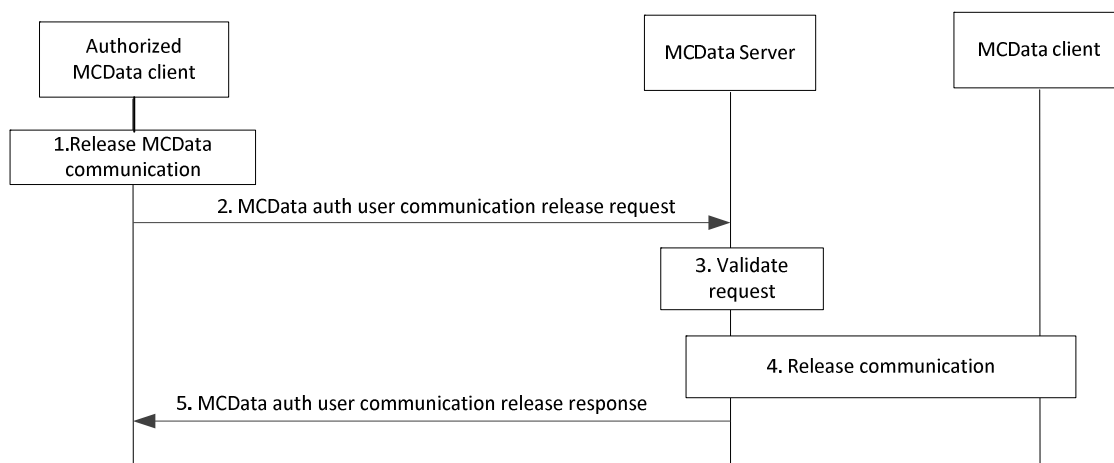 Authorized
MCData client
MCData Server
MCData client
1.Release MCData
communication
2. MCData auth user communication release request
3. Validate
request
4. Release communication
5. MCData auth user communication release response